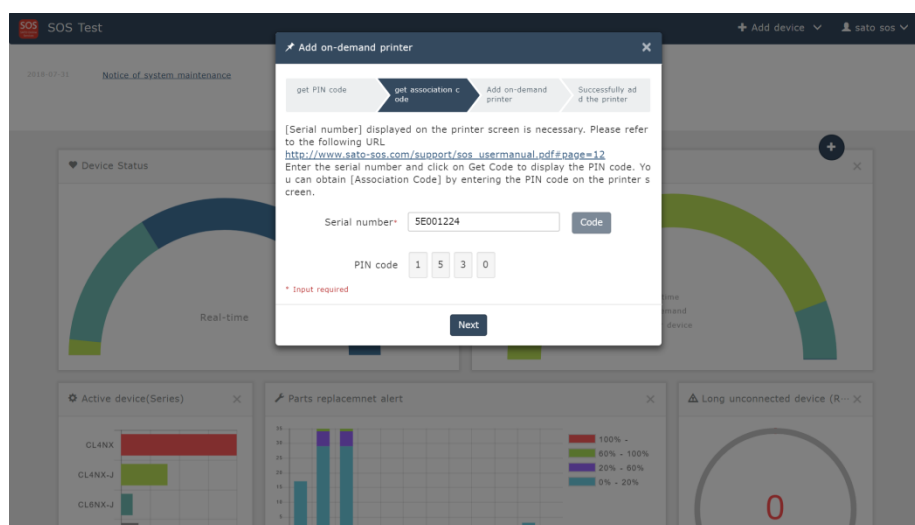 SOS
SOS Test
Add device
sato sos
Add on-demand printer
2019-07-31
Notice of system maintenance
get PIN code
get association c
ode
Add on-demand
printer
Successfully ad
d the printer
[Serial number] displayed on the printer screen is necessary. Please refer
to the following URL
http://www.sato-sos.com/support/sos_usermanual.pdf#page=12
Enter the serial number and click on Get Code to display the PIN code. Yo
u can obtain [Association Code] by entering the PIN code on the printer s
creen.
Serial number*
5E001224
Code
PIN code
1 5 3 0
* Input required
Next
Device Status
Real-time
time
mand
device
Active device(Series)
CL4NX
CL4NX-J
CL6NX-J
Parts replacemnet alert
100% -
60% - 100%
20% - 60%
0% - 20%
Long unconnected device (R···
0